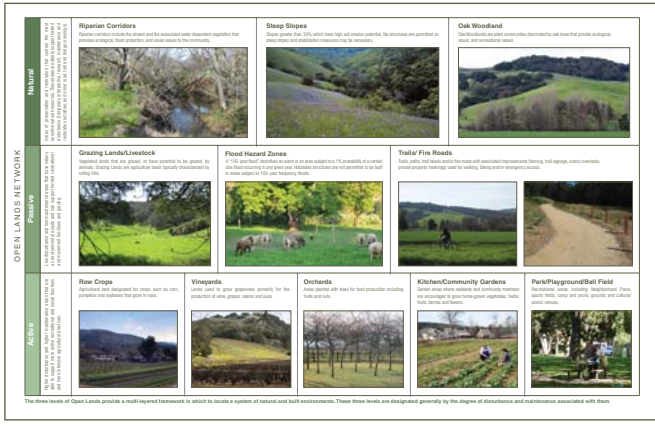 OPEN LANDS NETWORK
Natural
Riparian Corridors
Riparian corridors include the stream and the associated water dependent vegetation that
provides ecological, flood protection, and visual values to the community.
Steep Slopes
Slopes greater than 30% which have high soil erosion potential. No structures are permitted on
steep slopes and stabilization measures may be necessary.
Oak Woodland
Oak Woodlands are plant communities dominated by oak trees that provide ecological,
visual, and recreational values
Passive
Grazing Lands/Livestock
Vegetated lands that are grazed, or have potential to be grazed, by
animals. Grazing Lands are agriculture lands typically characterized by
rolling hills.
Flood Hazard Zones
A "100-year flood" describes an event or an area subject to a 1% probability of a certain
size flood occurring in any given year. Habitable structures are not permitted to be built
in areas subject to 100-year frequency floods.
Trails/ Fire Roads
Trails, paths, trail heads and/or fire roads with associated improvements (fencing, trail signage, scenic overlooks,
private property markings) used for walking, biking and/or emergency access.
Active
Row Crops
Agricultural land designated for crops, such as corn,
pumpkins and soybeans that grow in rows.
Vineyards
Lands used to grow grapevines primarily for the
production of wine, grapes, raisins and juice.
Orchards
Areas planted with trees for food production including
fruits and nuts.
Kitchen/Community Gardens
Garden areas where residents and community members
are encouraged to grow home-grown vegetables, herbs,
fruits, berries and flowers.
Park/Playground/Ball Field
Recreational areas including Neighborhood Parks,
sports fields, camp and picnic grounds and cultural/
scenic venues.
The three levels of Open Lands provide a multi-layered framework in which to locate a system of natural and built environments. These three levels are designated generally by the degree of disturbance and maintenance associated with them.